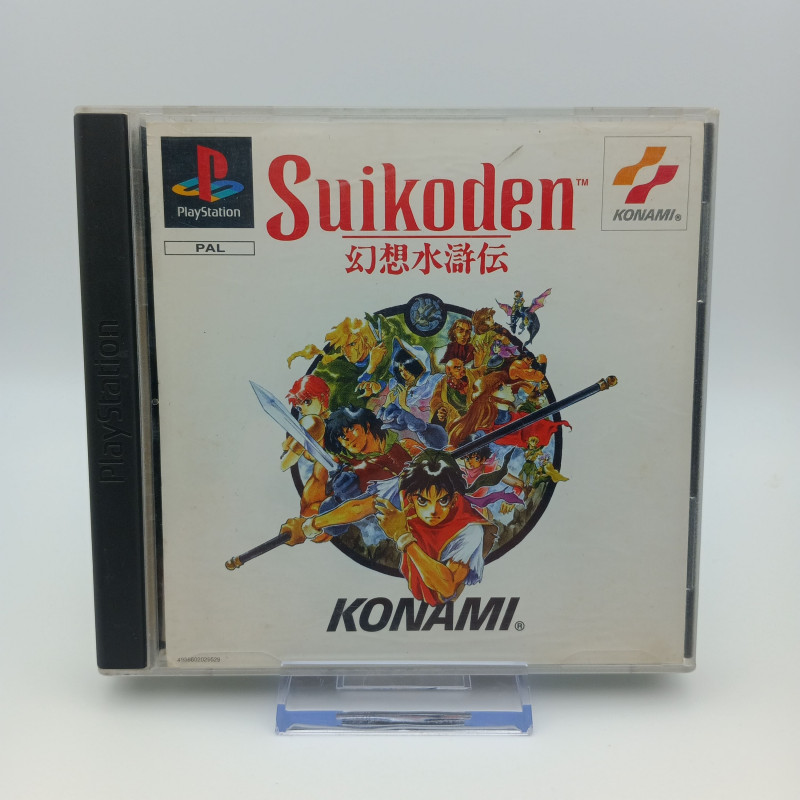 PlayStation
PAL
Suikoden™
幻想水滸伝
KONAMI®
PlayStation
KONAMI®